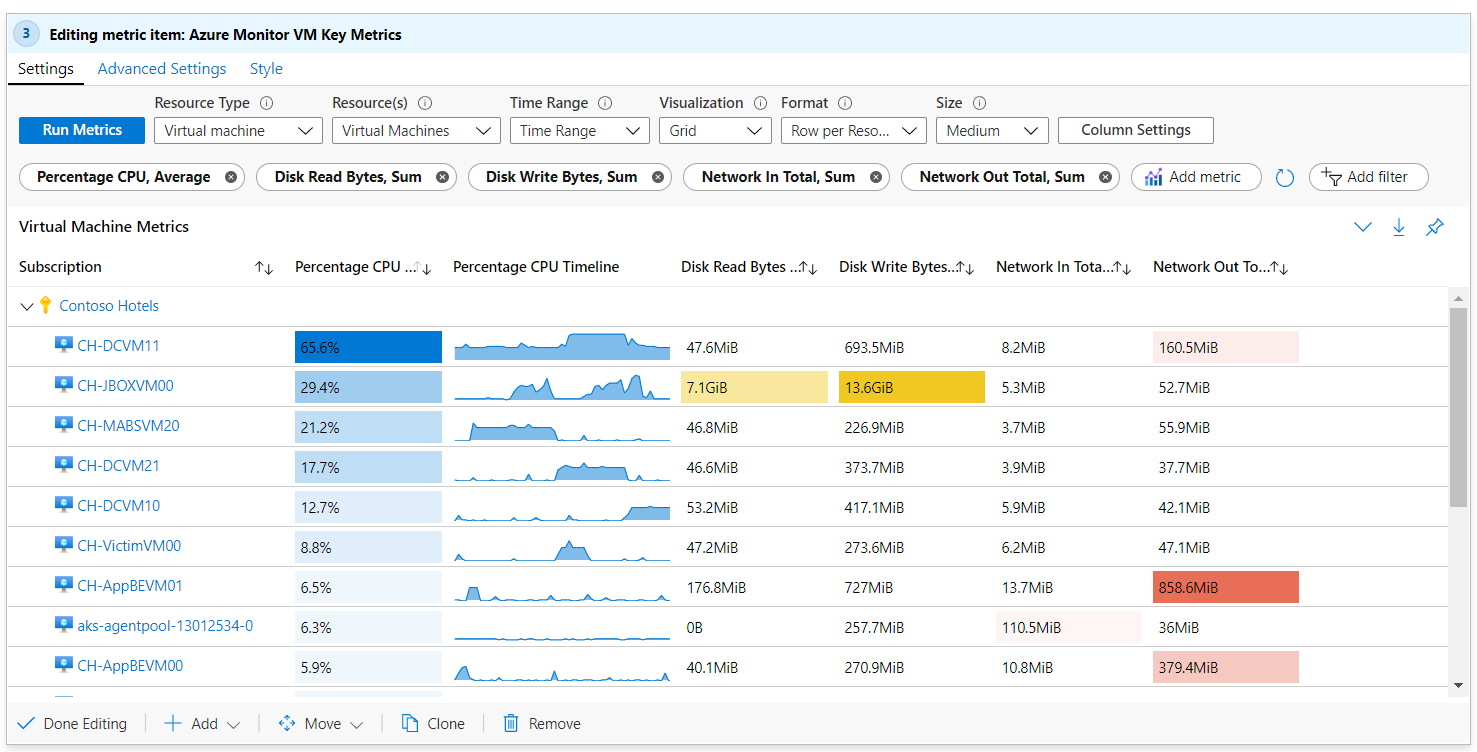 3 Editing metric item: Azure Monitor VM Key Metrics
Settings Advanced Settings Style
Resource Type Resource(s) Time Range Visualization Format Size
Run Metrics Virtual machine Virtual Machines Time Range Grid Row per Reso... Medium Column Settings
Percentage CPU, Average Disk Read Bytes, Sum Disk Write Bytes, Sum Network In Total, Sum Network Out Total, Sum Add metric Add filter
Virtual Machine Metrics
Subscription Percentage CPU ... Percentage CPU Timeline Disk Read Bytes ... Disk Write Bytes... Network In Tota... Network Out To...
Contoso Hotels
CH-DCVM11 65.6% 47.6MiB 693.5MiB 8.2MiB 160.5MiB
CH-JBOXVM00 29.4% 7.1GiB 13.6GiB 5.3MiB 52.7MiB
CH-MABSVM20 21.2% 46.8MiB 226.9MiB 3.7MiB 55.9MiB
CH-DCVM21 17.7% 46.6MiB 373.7MiB 3.9MiB 37.7MiB
CH-DCVM10 12.7% 53.2MiB 417.1MiB 5.9MiB 42.1MiB
CH-VictimVM00 8.8% 47.2MiB 273.6MiB 6.2MiB 47.1MiB
CH-AppBEVM01 6.5% 176.8MiB 727MiB 13.7MiB 858.6MiB
aks-agentpool-13012534-0 6.3% 0B 257.7MiB 110.5MiB 36MiB
CH-AppBEVM00 5.9% 40.1MiB 270.9MiB 10.8MiB 379.4MiB
Done Editing Add Move Clone Remove